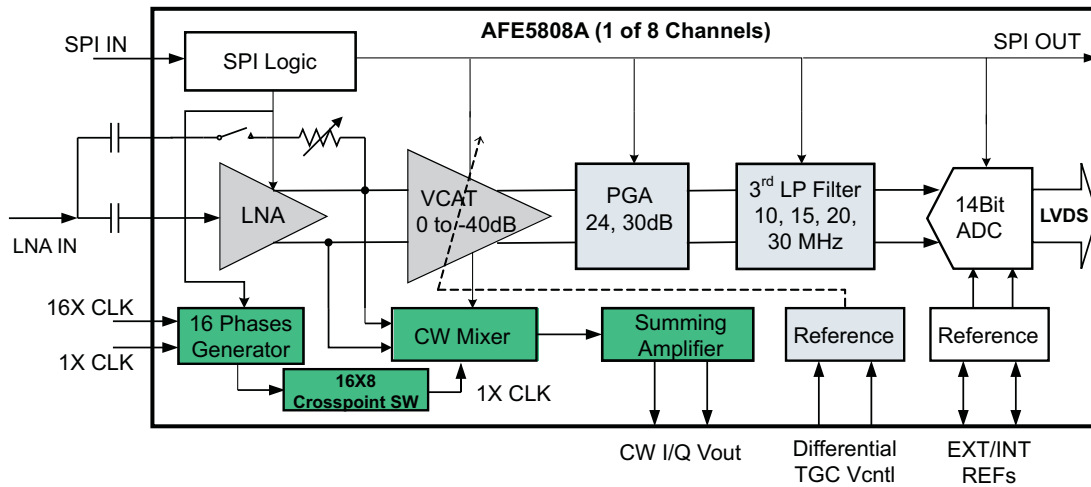 AFE5808A (1 of 8 Channels)
SPI IN
SPI Logic
SPI OUT
LNA
LNA IN
VCAT
0 to -40dB
PGA
24, 30dB
3rd LP Filter
10, 15, 20,
30 MHz
14Bit
ADC
LVDS
16X CLK
1X CLK
16 Phases
Generator
CW Mixer
Summing
Amplifier
Reference
Reference
16X8
Crosspoint SW
1X CLK
CW I/Q Vout
Differential
TGC Vcntl
EXT/INT
REFs